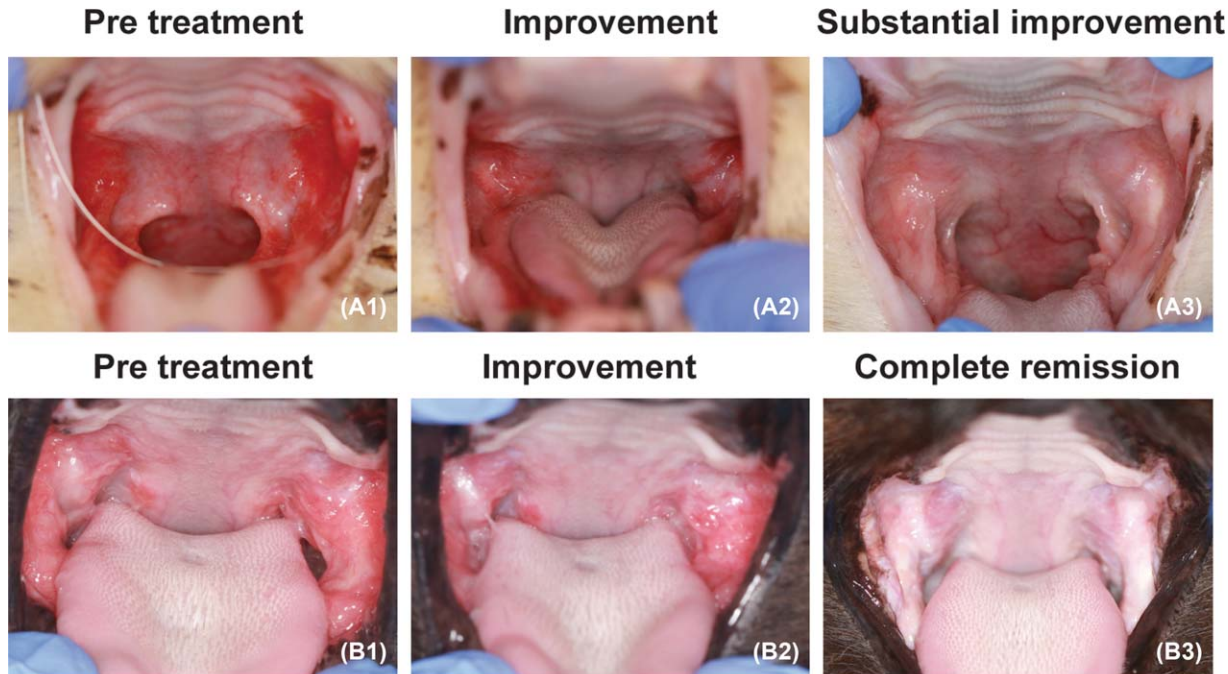 Pre treatment
Improvement
Substantial improvement
(A1)
(A2)
(A3)
Pre treatment
Improvement
Complete remission
(B1)
(B2)
(B3)